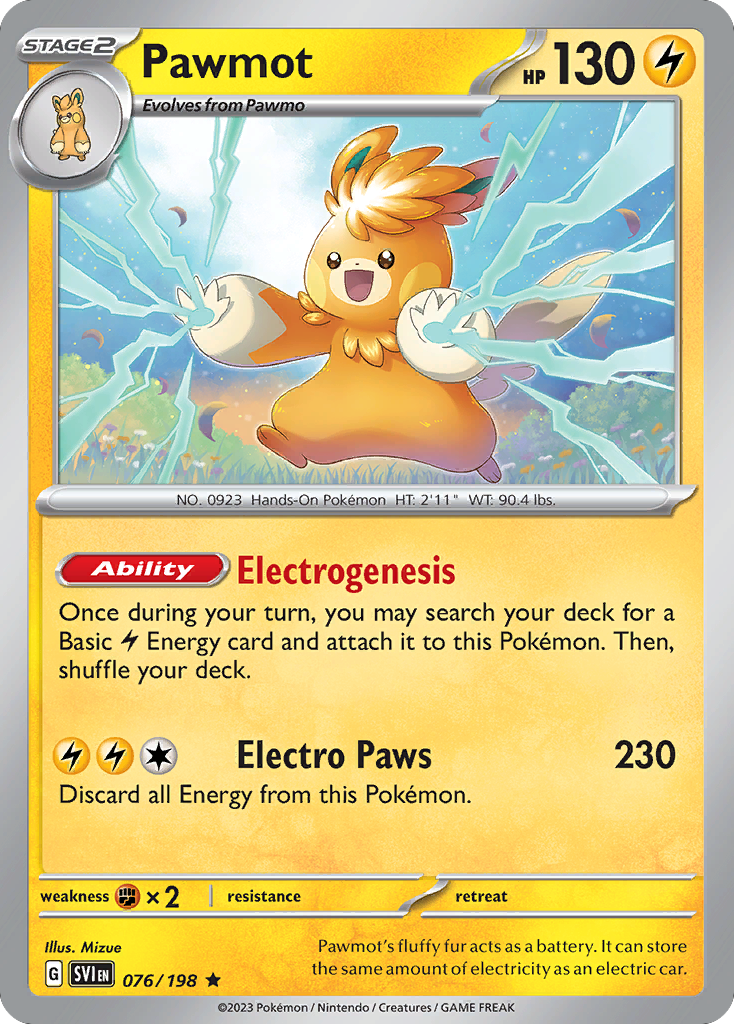 STAGE2
Pawmot
HP 130
Evolves from Pawmo
NO. 0923 Hands-On Pokémon HT: 2'11" WT: 90.4 lbs.
Ability Electrogenesis
Once during your turn, you may search your deck for a
Basic Energy card and attach it to this Pokémon. Then,
shuffle your deck.
Electro Paws 230
Discard all Energy from this Pokémon.
weakness ×2 resistance retreat
Illus. Mizue
Pawmot's fluffy fur acts as a battery. It can store
the same amount of electricity as an electric car.
G SVI EN 076/198
©2023 Pokémon / Nintendo / Creatures / GAME FREAK